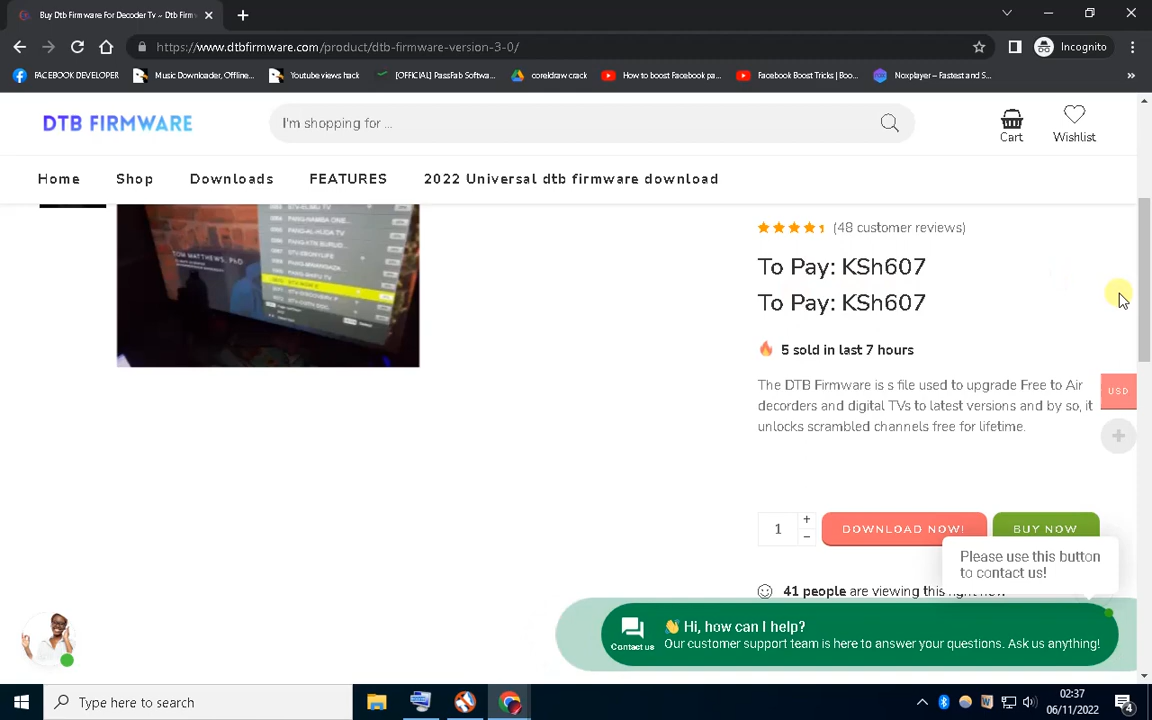 Buy Dtb Firmware For Decoder Tv ~ Dtb Firm
https://www.dtbfirmware.com/product/dtb-firmware-version-3-0/
Incognito
FACEBOOK DEVELOPER
Music Downloader, Offline...
Youtube views hack
[OFFICIAL] PassFab Softwa...
coreldraw crack
How to boost Facebook pa...
Facebook Boost Tricks | Boo...
Noxplayer – Fastest and S...
DTB FIRMWARE
I'm shopping for ...
Cart
Wishlist
Home
Shop
Downloads
FEATURES
2022 Universal dtb firmware download
TOM MATTHEWS, PhD
(48 customer reviews)
To Pay: KSh607
To Pay: KSh607
5 sold in last 7 hours
USD
The DTB Firmware is s file used to upgrade Free to Air
decorders and digital TVs to latest versions and by so, it
unlocks scrambled channels free for lifetime.
1
+
-
DOWNLOAD NOW!
BUY NOW
Please use this button
to contact us!
41 people are viewing this right now
Contact us
👋 Hi, how can I help?
Our customer support team is here to answer your questions. Ask us anything!
Type here to search
02:37
06/11/2022
4